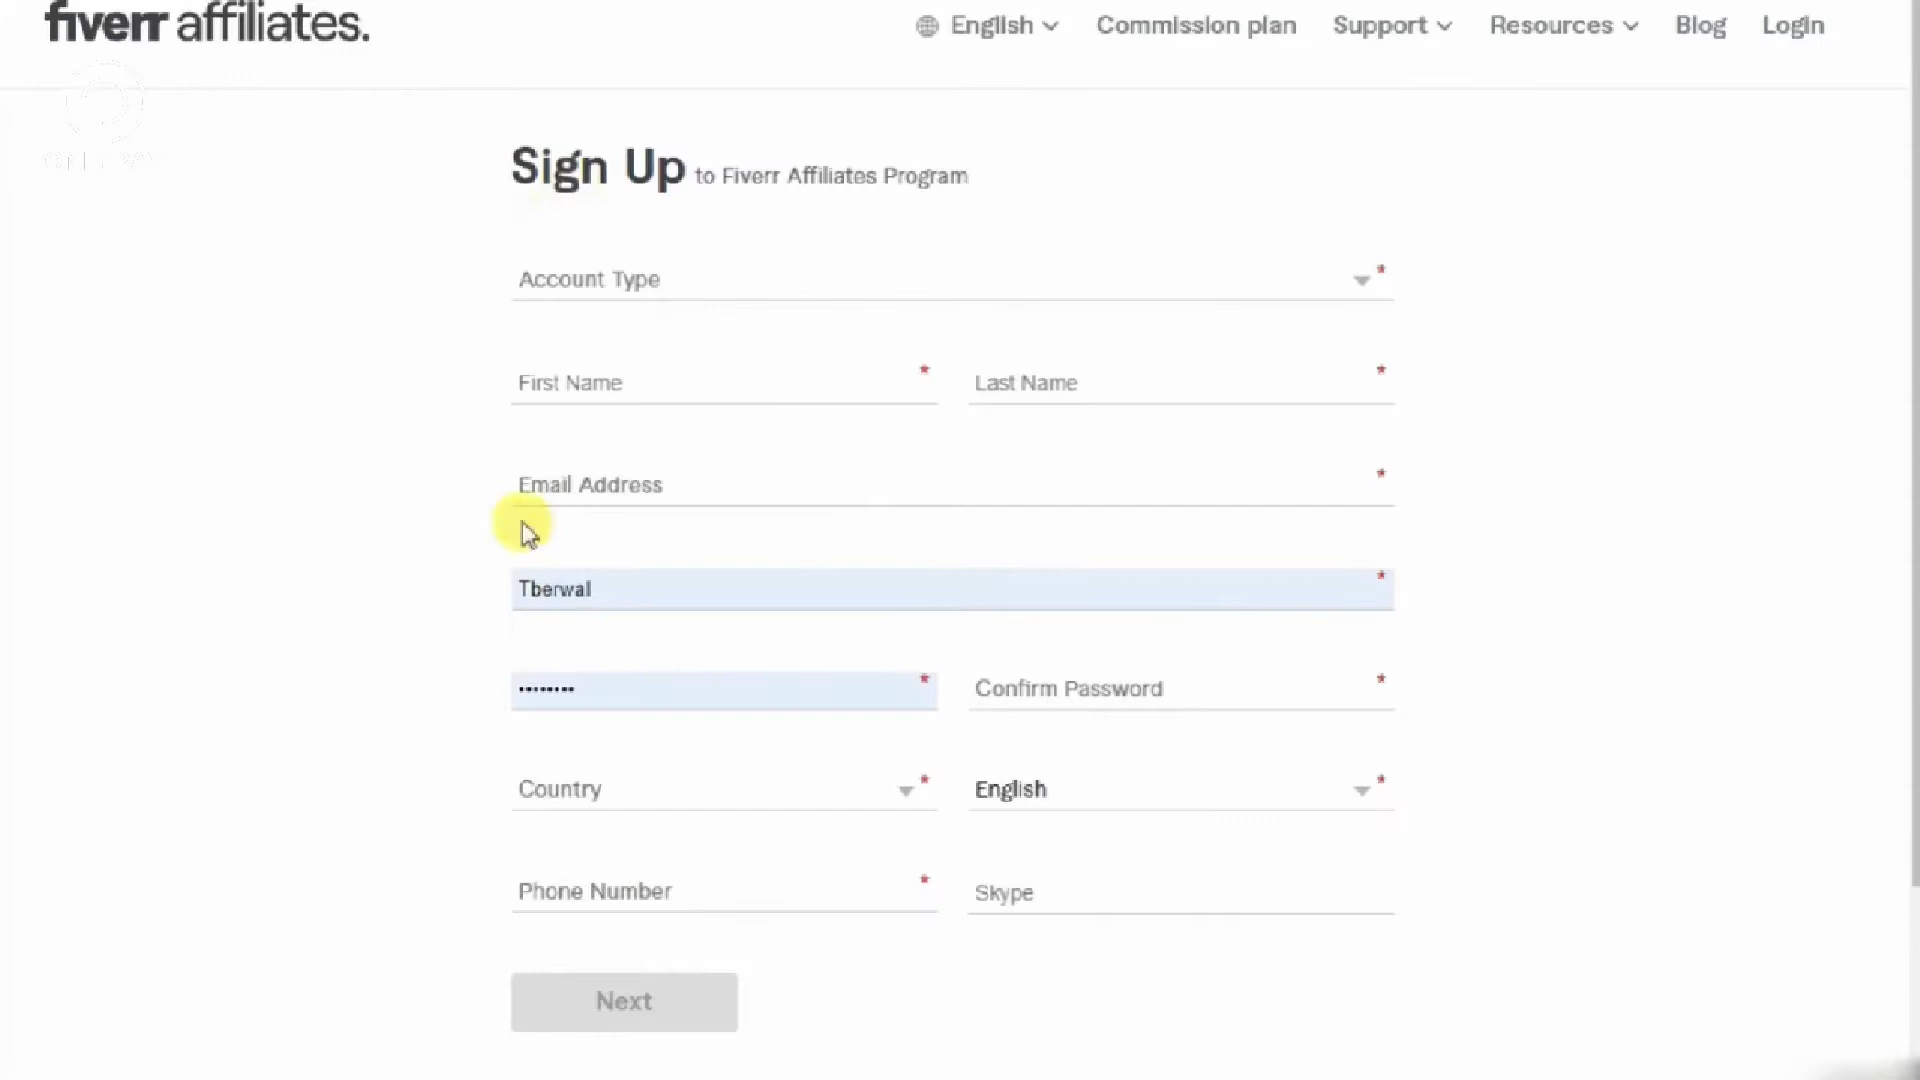 fiverr affiliates.
English Commission plan Support Resources Blog Login
Sign Up to Fiverr Affiliates Program
Account Type *
First Name * Last Name *
Email Address *
Tberwal *
•••••••• * Confirm Password *
Country * English *
Phone Number * Skype
Next